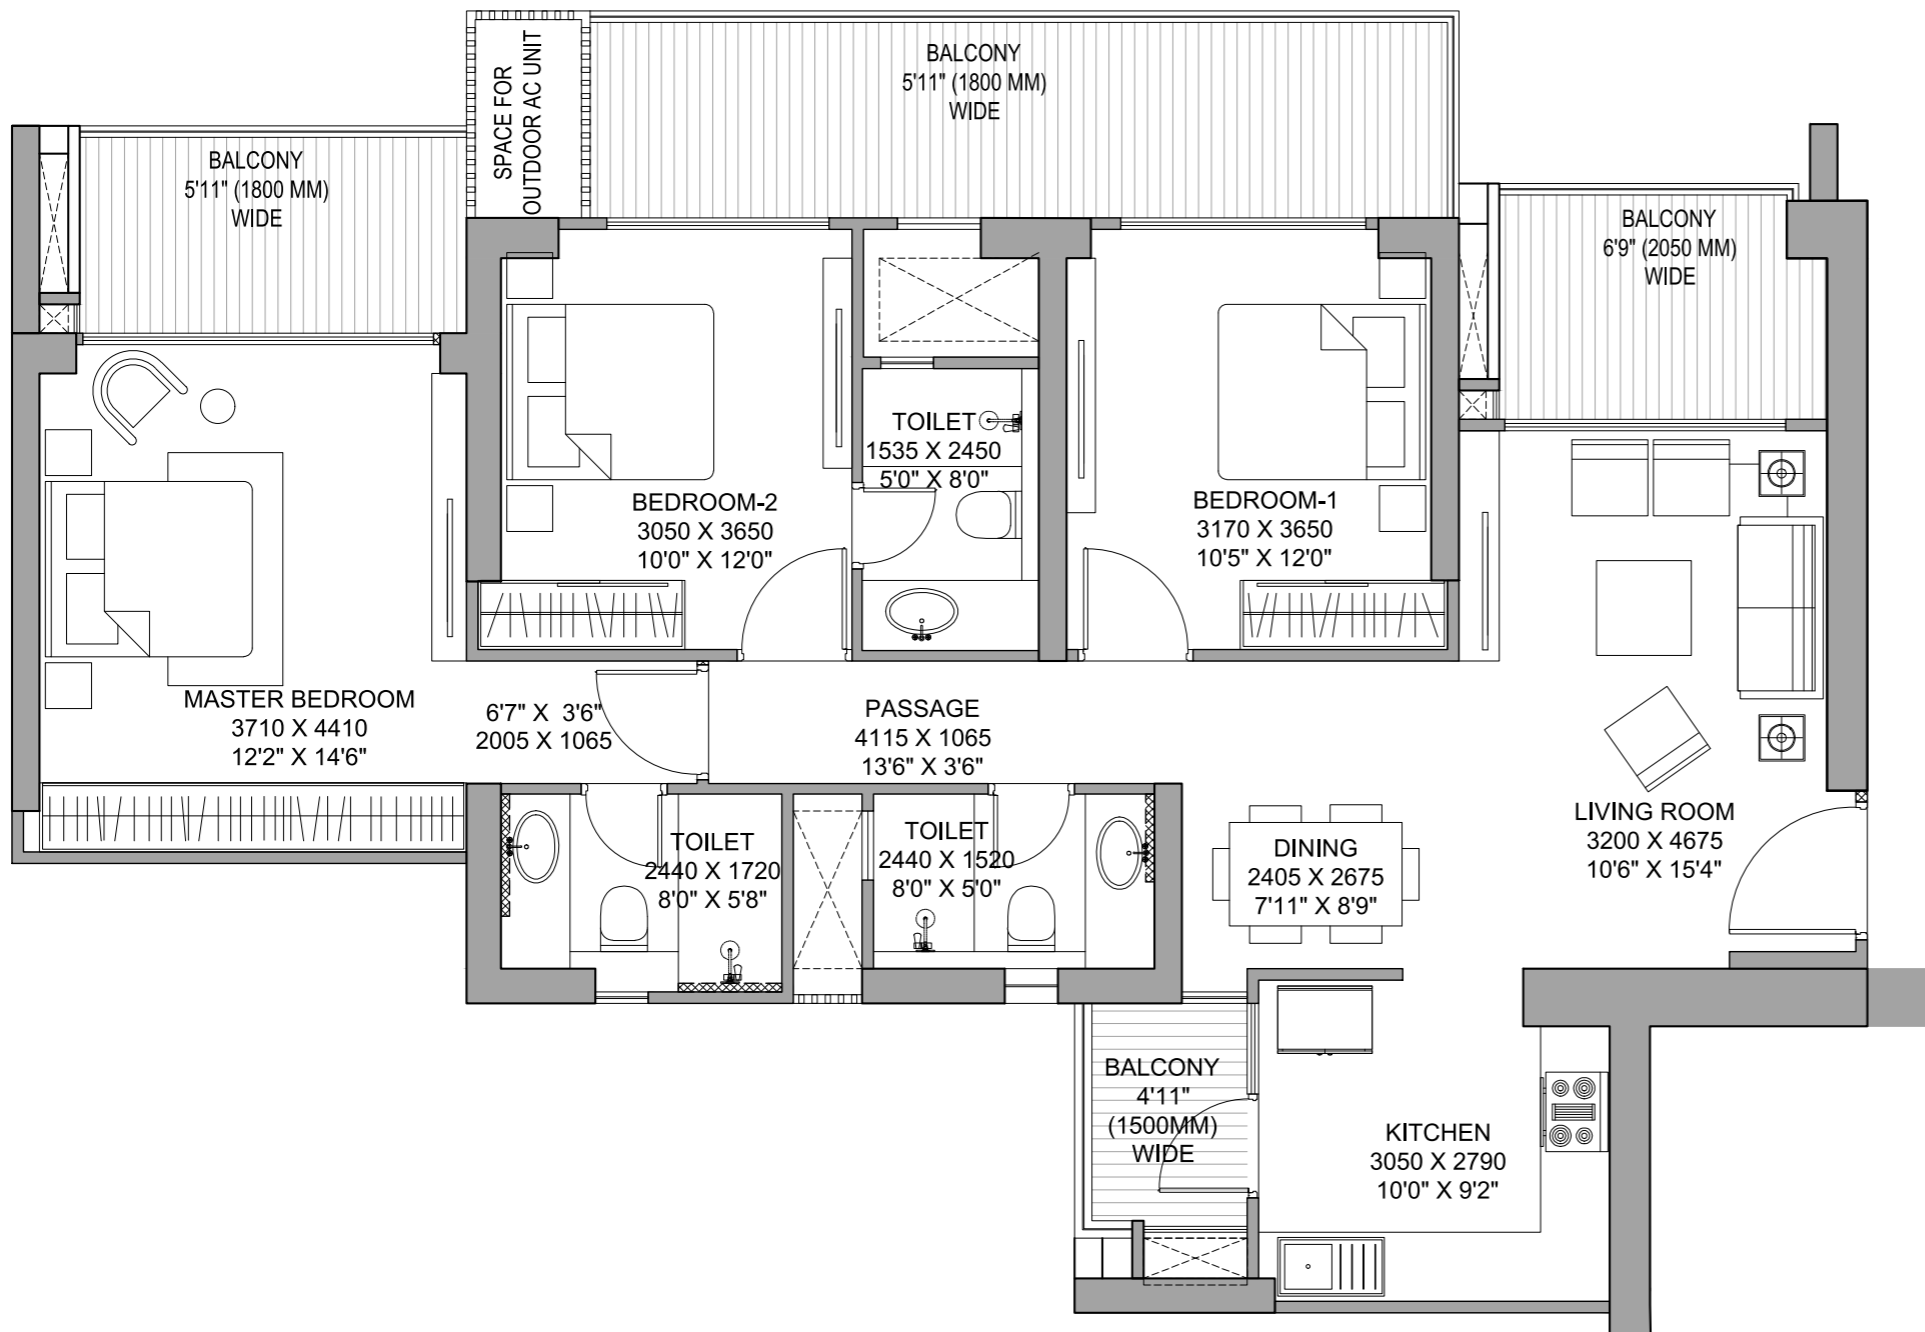 SPACE FOR
OUTDOOR AC UNIT
BALCONY
5'11" (1800 MM)
WIDE
BALCONY
5'11" (1800 MM)
WIDE
BALCONY
6'9" (2050 MM)
WIDE
TOILET
1535 X 2450
5'0" X 8'0"
BEDROOM-2
3050 X 3650
10'0" X 12'0"
BEDROOM-1
3170 X 3650
10'5" X 12'0"
MASTER BEDROOM
3710 X 4410
12'2" X 14'6"
6'7" X 3'6"
2005 X 1065
PASSAGE
4115 X 1065
13'6" X 3'6"
LIVING ROOM
3200 X 4675
10'6" X 15'4"
TOILET
2440 X 1720
8'0" X 5'8"
TOILET
2440 X 1520
8'0" X 5'0"
DINING
2405 X 2675
7'11" X 8'9"
BALCONY
4'11"
(1500MM)
WIDE
KITCHEN
3050 X 2790
10'0" X 9'2"